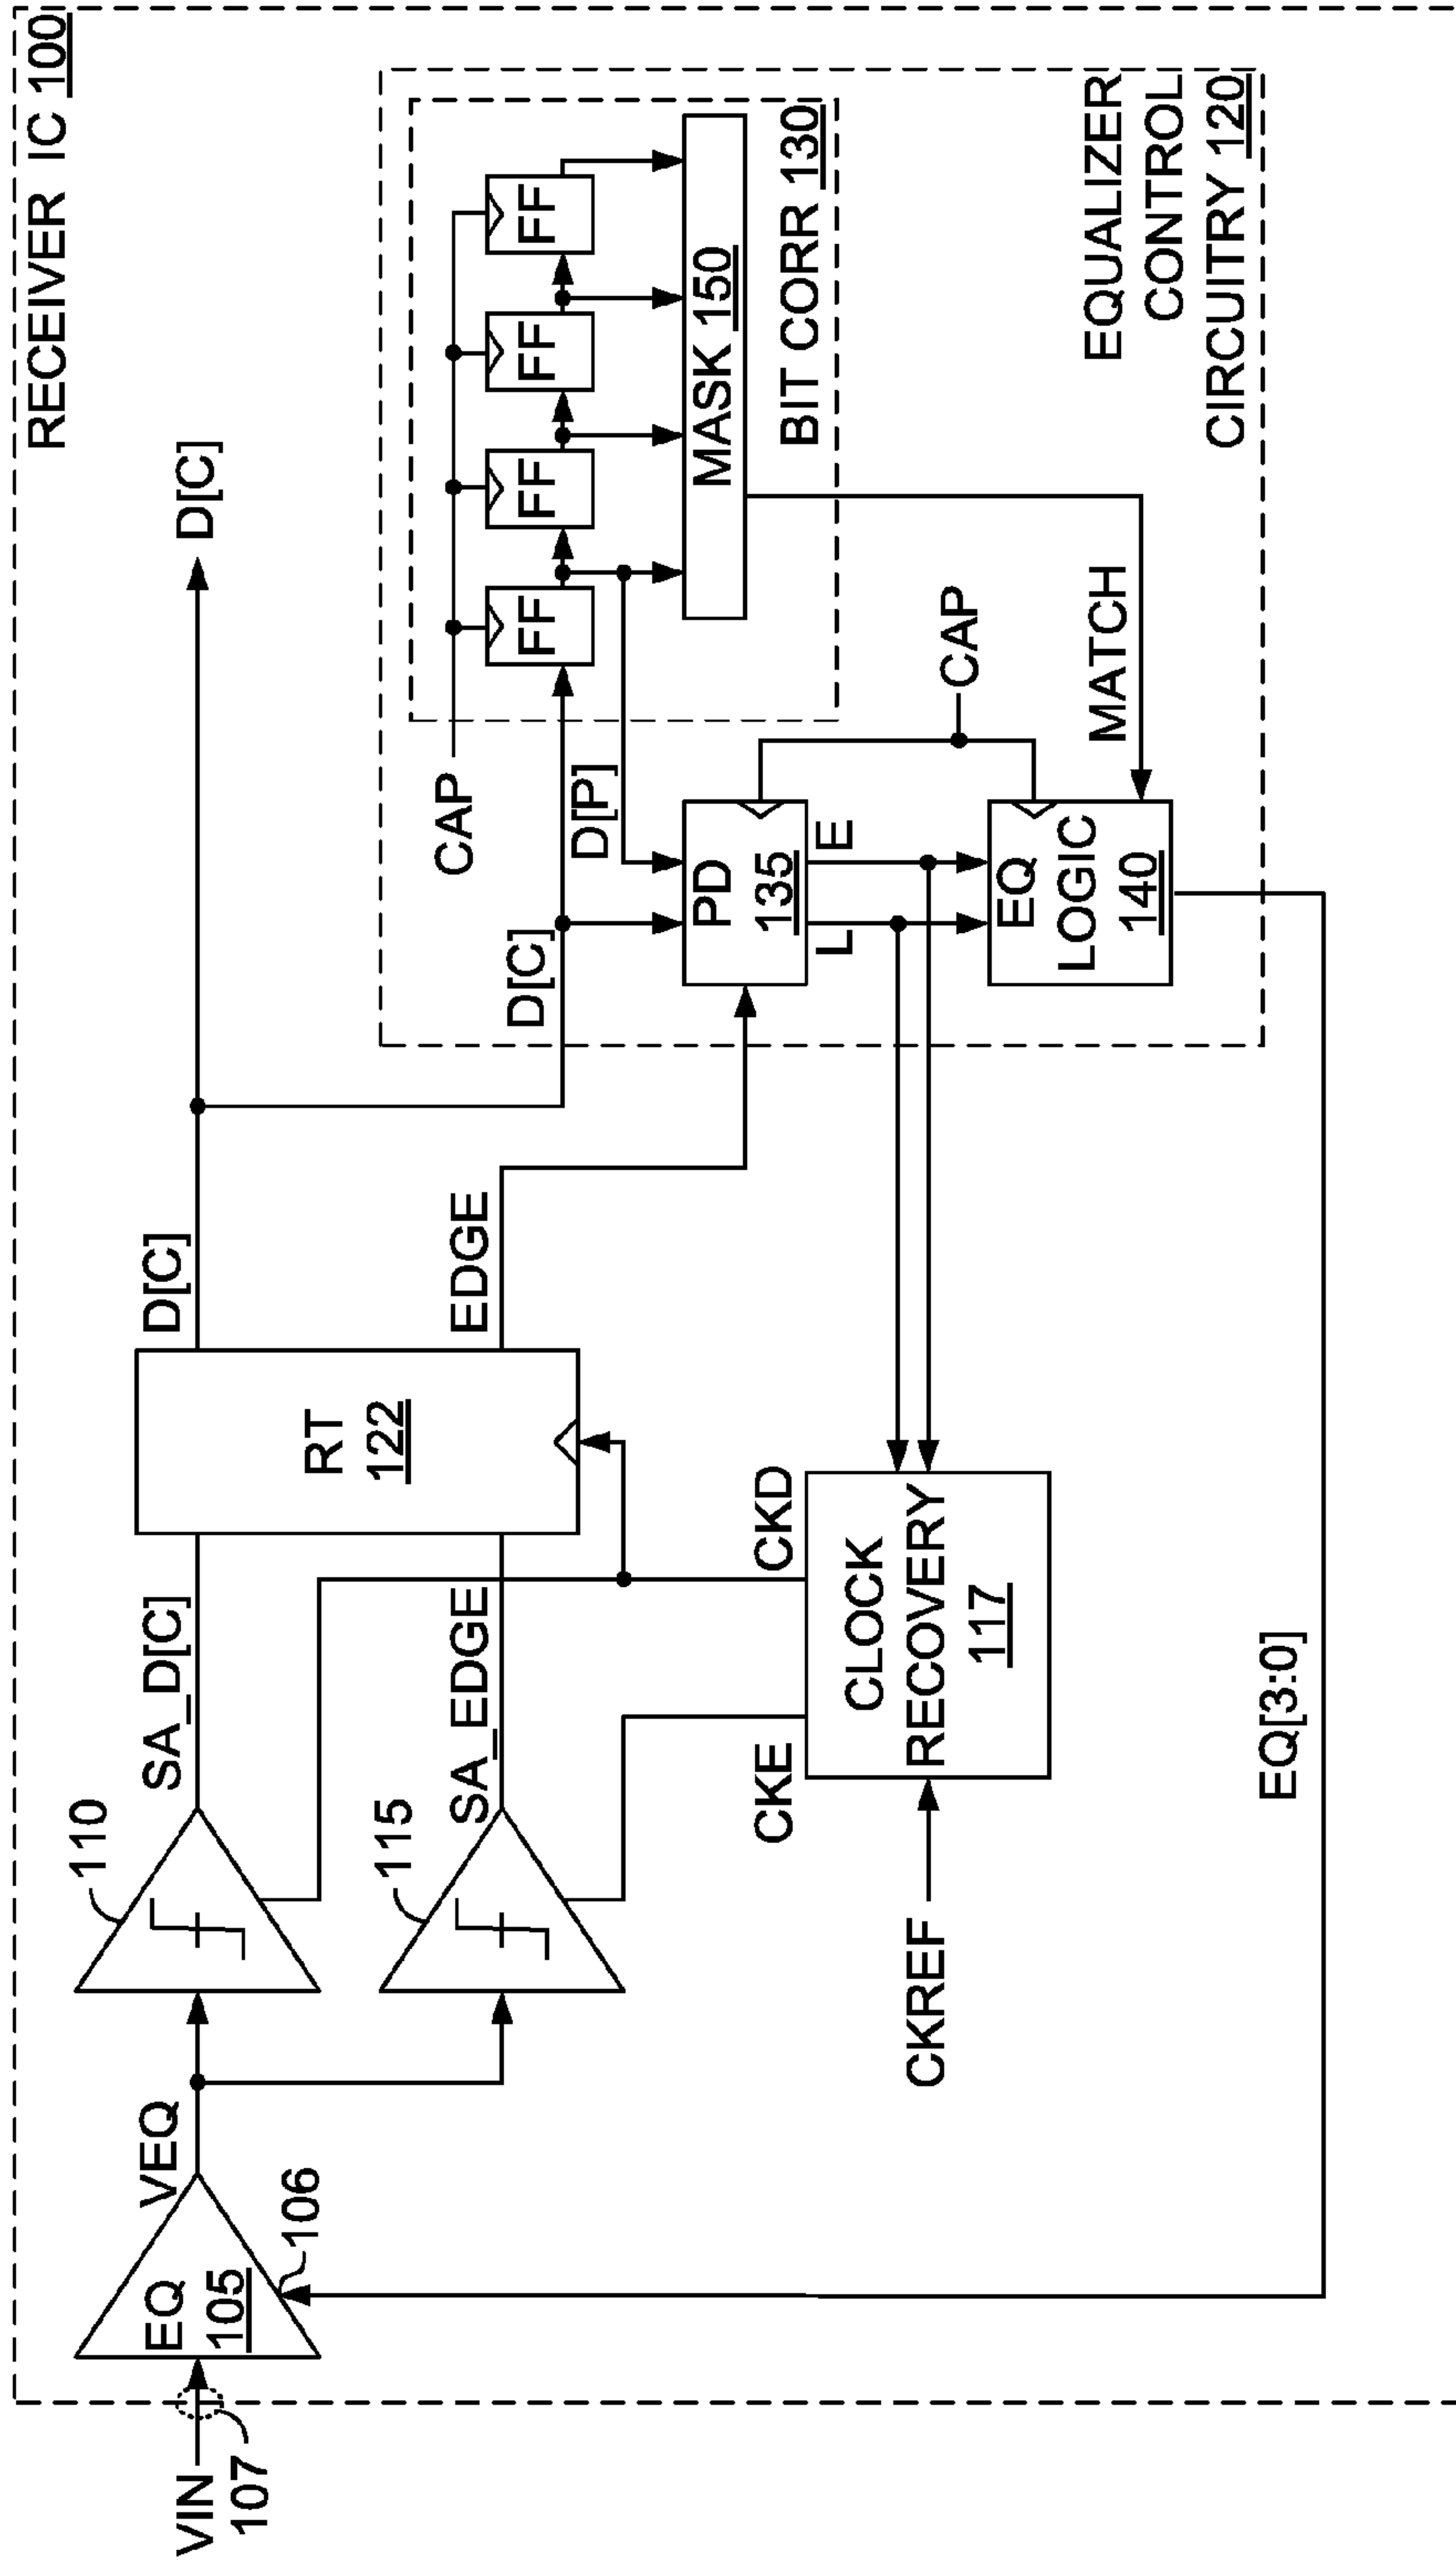 RECEIVER IC 100
VIN
107
EQ
105
106
VEQ
110
SA_D[C]
115
SA_EDGE
RT
122
D[C]
EDGE
D[C]
CKREF
CLOCK
RECOVERY
117
CKE
CKD
D[C]
D[P]
CAP
FF
FF
FF
FF
MASK 150
BIT CORR 130
PD
135
L
E
EQ
LOGIC
140
CAP
MATCH
EQUALIZER
CONTROL
CIRCUITRY 120
EQ[3:0]